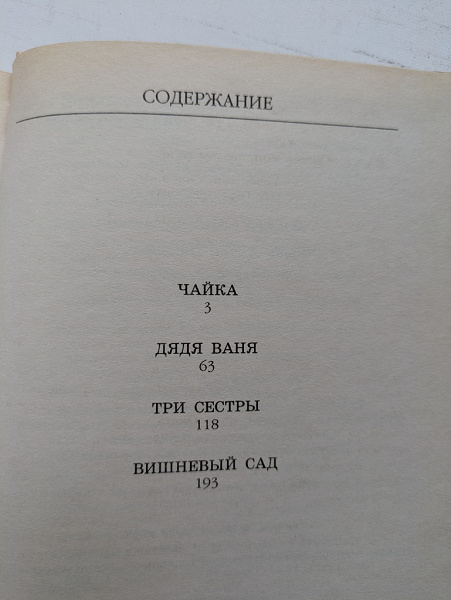 СОДЕРЖАНИЕ
ЧАЙКА
3
ДЯДЯ ВАНЯ
63
ТРИ СЕСТРЫ
118
ВИШНЕВЫЙ САД
193